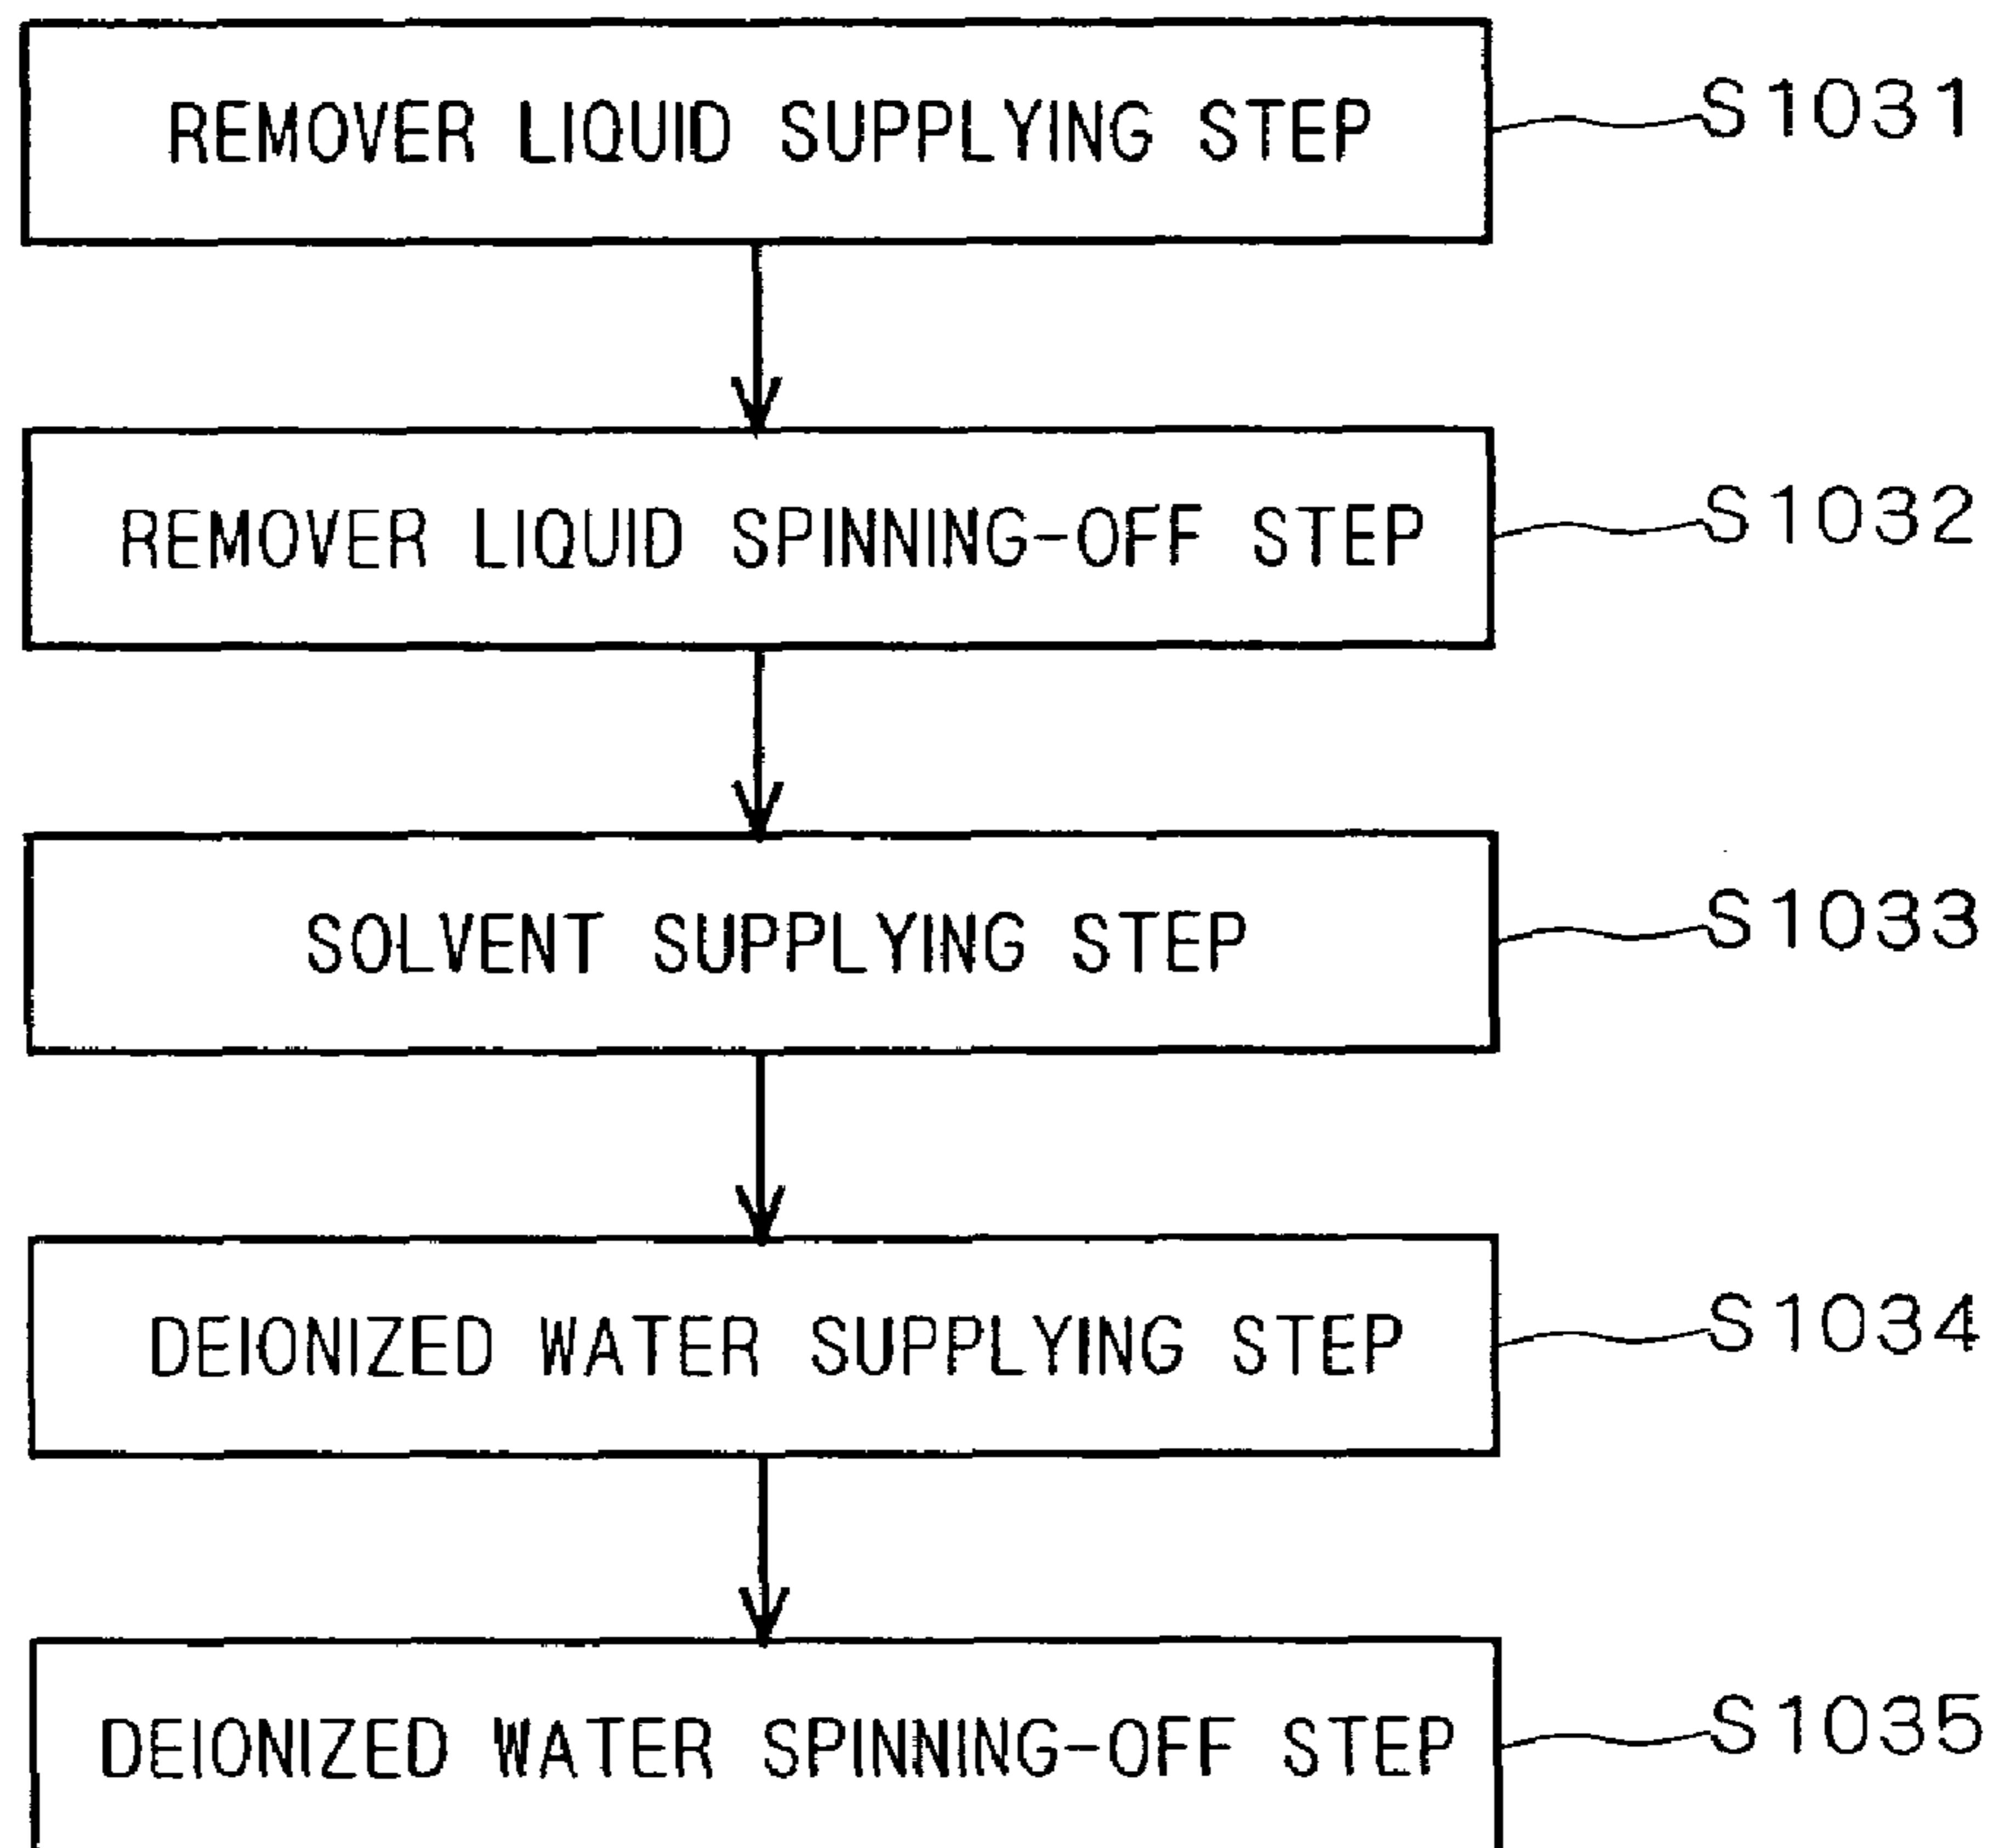 REMOVER LIQUID SUPPLYING STEP S1031
REMOVER LIQUID SPINNING-OFF STEP S1032
SOLVENT SUPPLYING STEP S1033
DEIONIZED WATER SUPPLYING STEP S1034
DEIONIZED WATER SPINNING-OFF STEP S1035